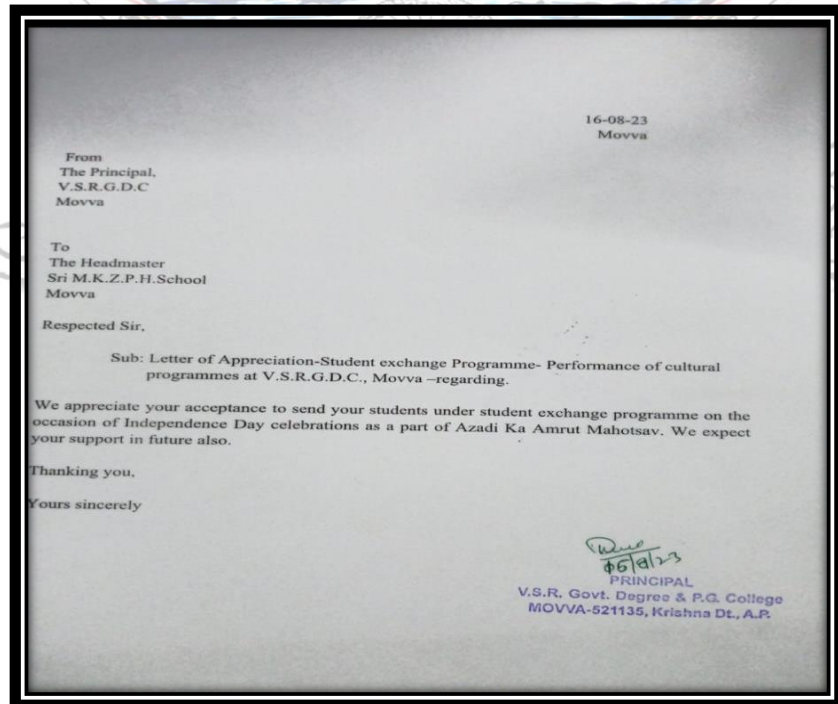 16-08-23
Movva
From
The Principal,
V.S.R.G.D.C
Movva
To
The Headmaster
Sri M.K.Z.P.H.School
Movva
Respected Sir,
Sub: Letter of Appreciation-Student exchange Programme- Performance of cultural
programmes at V.S.R.G.D.C., Movva –regarding.
We appreciate your acceptance to send your students under student exchange programme on the
occasion of Independence Day celebrations as a part of Azadi Ka Amrut Mahotsav. We expect
your support in future also.
Thanking you,
Yours sincerely
PRINCIPAL
V.S.R. Govt. Degree & P.G. College
MOVVA-521135, Krishna Dt., A.P.